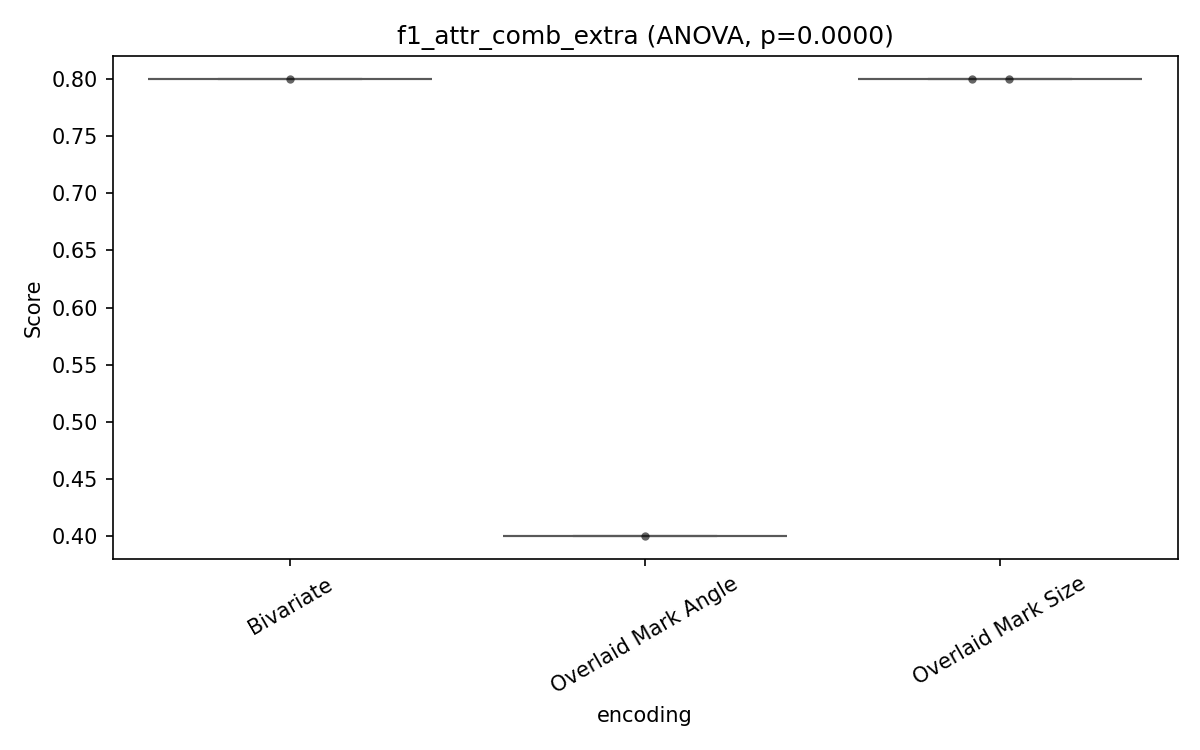 f1_attr_comb_extra (ANOVA, p=0.0000)
Score
0.80
0.75
0.70
0.65
0.60
0.55
0.50
0.45
0.40
Bivariate
Overlaid Mark Angle
Overlaid Mark Size
encoding